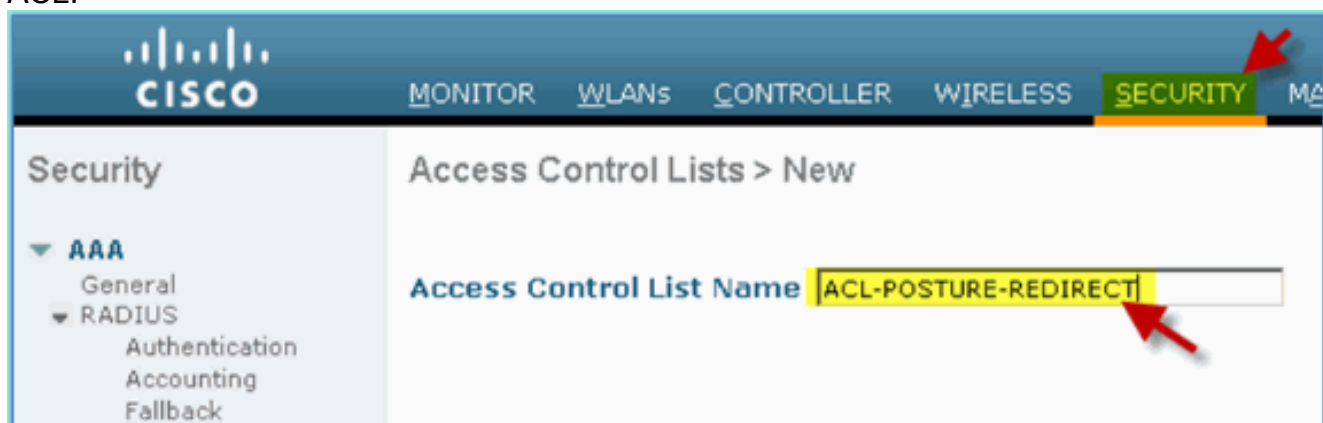 ACL.
CISCO
MONITOR WLANs CONTROLLER WIRELESS SECURITY MA
Security
Access Control Lists > New
AAA
General
RADIUS
Authentication
Accounting
Fallback
Access Control List Name ACL-POSTURE-REDIRECT